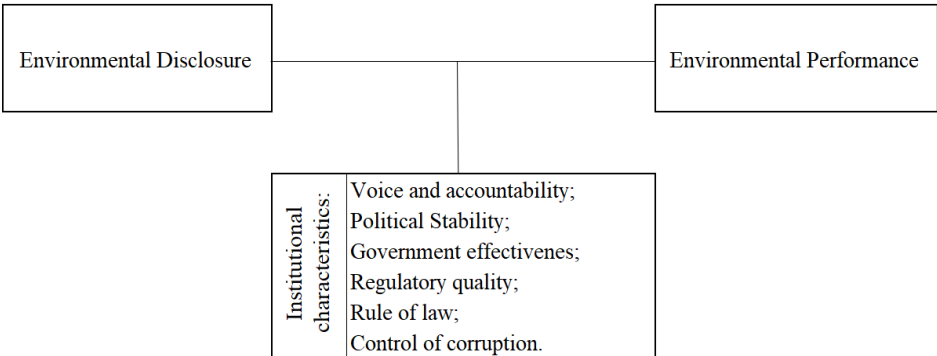 Environmental Disclosure
Environmental Performance
Institutional
characteristics:
Voice and accountability;
Political Stability;
Government effectivenes;
Regulatory quality;
Rule of law;
Control of corruption.